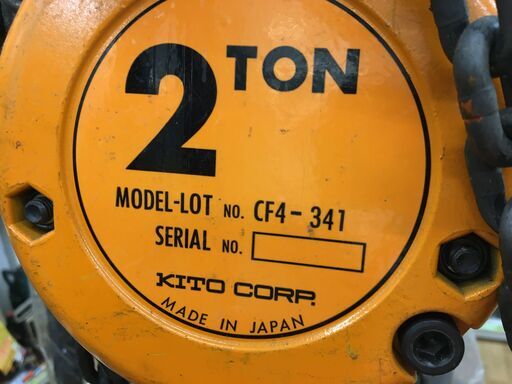 2 TON
MODEL-LOT NO. CF4-341
SERIAL NO.
KITO CORP.
MADE IN JAPAN